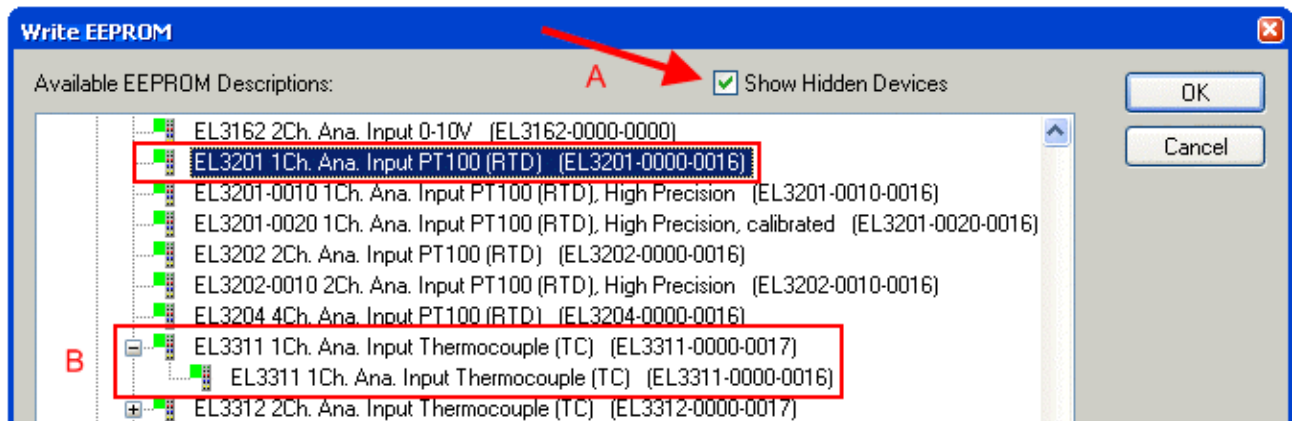 Write EEPROM
Available EEPROM Descriptions:
A
Show Hidden Devices
OK
Cancel
EL3162 2Ch. Ana. Input 0-10V (EL3162-0000-0000)
EL3201 1Ch. Ana. Input PT100 (RTD) (EL3201-0000-0016)
EL3201-0010 1Ch. Ana. Input PT100 (RTD), High Precision (EL3201-0010-0016)
EL3201-0020 1Ch. Ana. Input PT100 (RTD), High Precision, calibrated (EL3201-0020-0016)
EL3202 2Ch. Ana. Input PT100 (RTD) (EL3202-0000-0016)
EL3202-0010 2Ch. Ana. Input PT100 (RTD), High Precision (EL3202-0010-0016)
EL3204 4Ch. Ana. Input PT100 (RTD) (EL3204-0000-0016)
B
EL3311 1Ch. Ana. Input Thermocouple (TC) (EL3311-0000-0017)
EL3311 1Ch. Ana. Input Thermocouple (TC) (EL3311-0000-0016)
EL3312 2Ch. Ana. Input Thermocouple (TC) (EL3312-0000-0017)